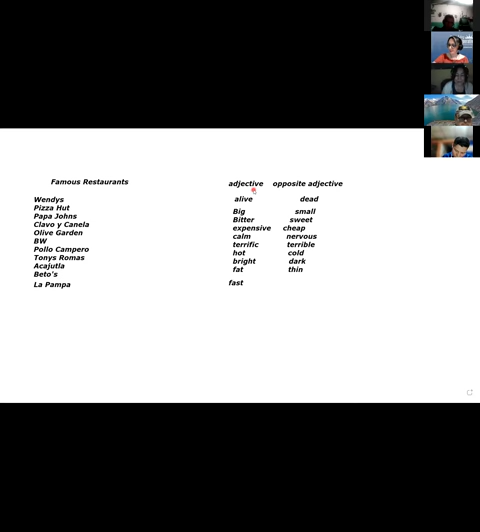 Famous Restaurants
Wendys
Pizza Hut
Papa Johns
Clavo y Canela
Olive Garden
BW
Pollo Campero
Tonys Romas
Acajutla
Beto's
La Pampa
adjective opposite adjective
alive dead
Big small
Bitter sweet
expensive cheap
calm nervous
terrific terrible
hot cold
bright dark
fat thin
fast